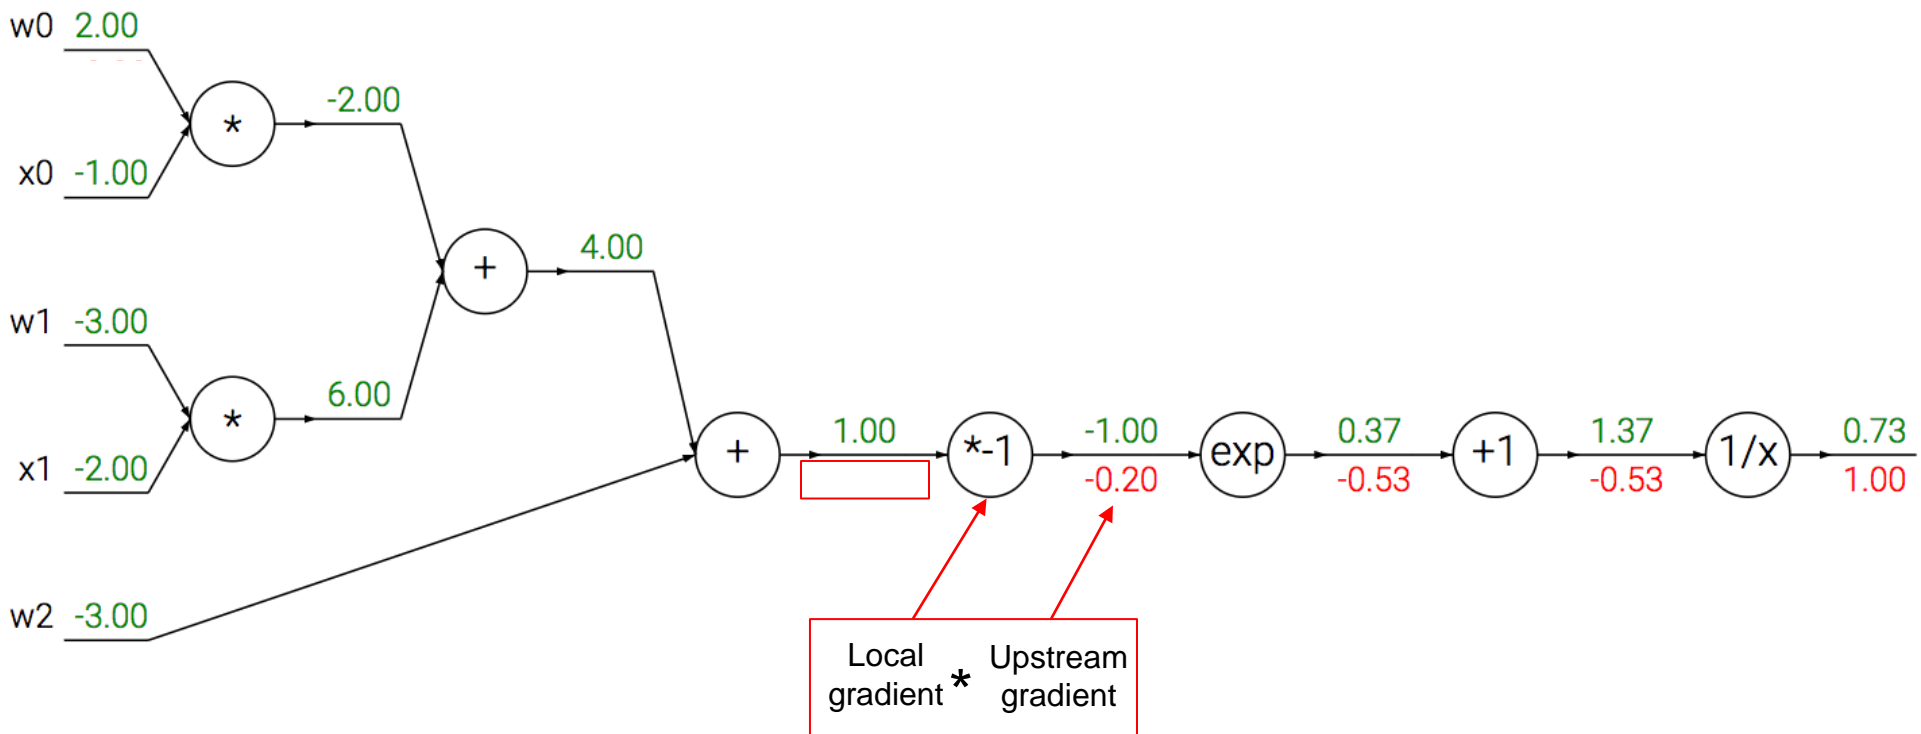 w0 2.00
* -2.00
x0 -1.00
+ 4.00
w1 -3.00
* 6.00
x1 -2.00
+ 1.00 *-1 -1.00 exp 0.37 +1 1.37 1/x 0.73
-0.20 -0.53 -0.53 1.00
w2 -3.00
Local * Upstream
gradient gradient